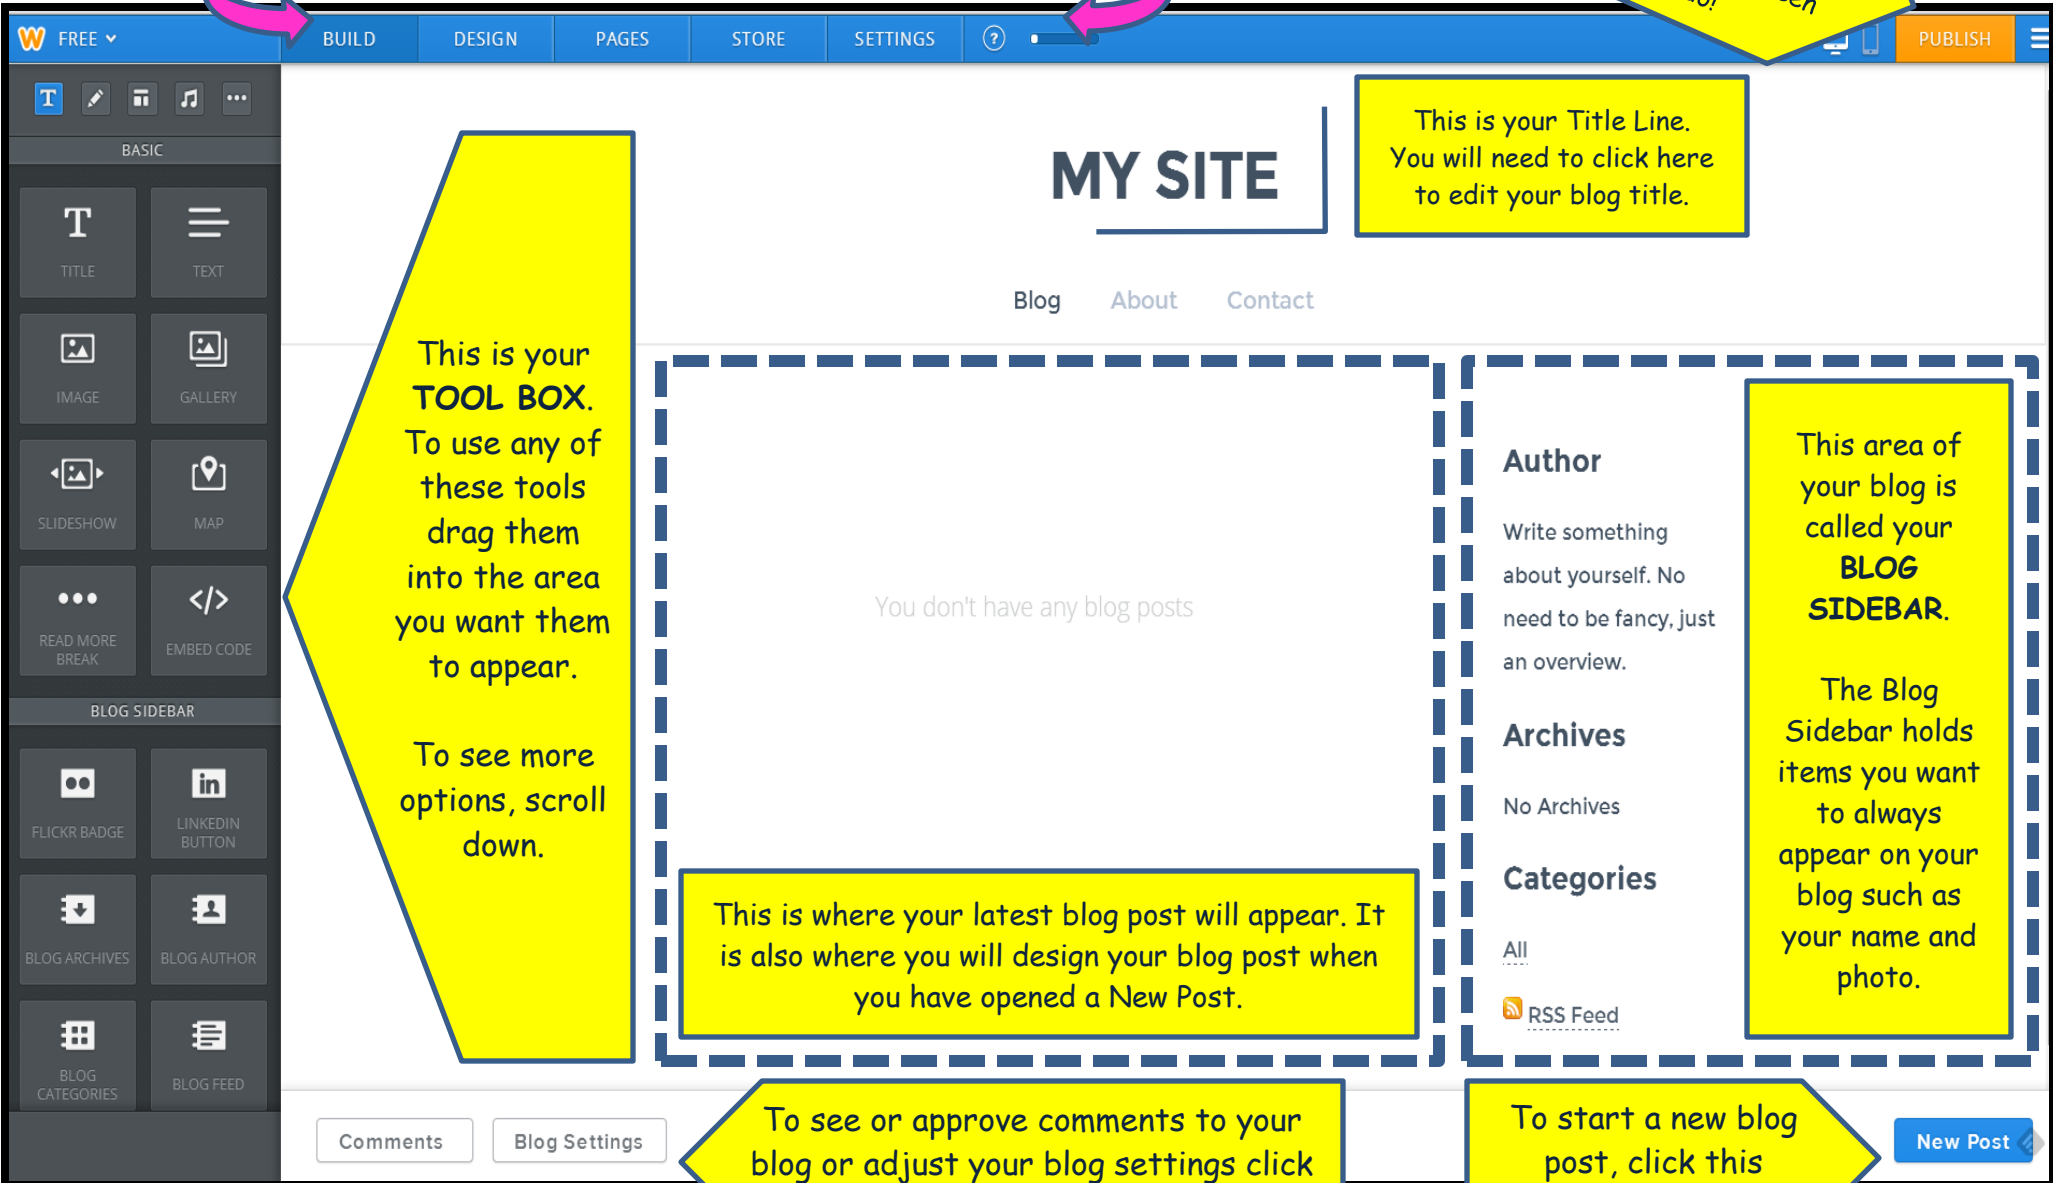 een
do!
W FREE
BUILD
DESIGN
PAGES
STORE
SETTINGS
?
PUBLISH
T
BASIC
T
TITLE
TEXT
IMAGE
GALLERY
SLIDESHOW
MAP
READ MORE
BREAK
</>
EMBED CODE
BLOG SIDEBAR
FLICKR BADGE
in
LINKEDIN
BUTTON
BLOG ARCHIVES
BLOG AUTHOR
BLOG
CATEGORIES
BLOG FEED
This is your
TOOL BOX.
To use any of
these tools
drag them
into the area
you want them
to appear.
To see more
options, scroll
down.
MY SITE
This is your Title Line.
You will need to click here
to edit your blog title.
Blog
About
Contact
You don't have any blog posts
This is where your latest blog post will appear. It
is also where you will design your blog post when
you have opened a New Post.
Author
Write something
about yourself. No
need to be fancy, just
an overview.
Archives
No Archives
Categories
All
RSS Feed
This area of
your blog is
called your
BLOG
SIDEBAR.
The Blog
Sidebar holds
items you want
to always
appear on your
blog such as
your name and
photo.
Comments
Blog Settings
To see or approve comments to your
blog or adjust your blog settings click
To start a new blog
post, click this
New Post